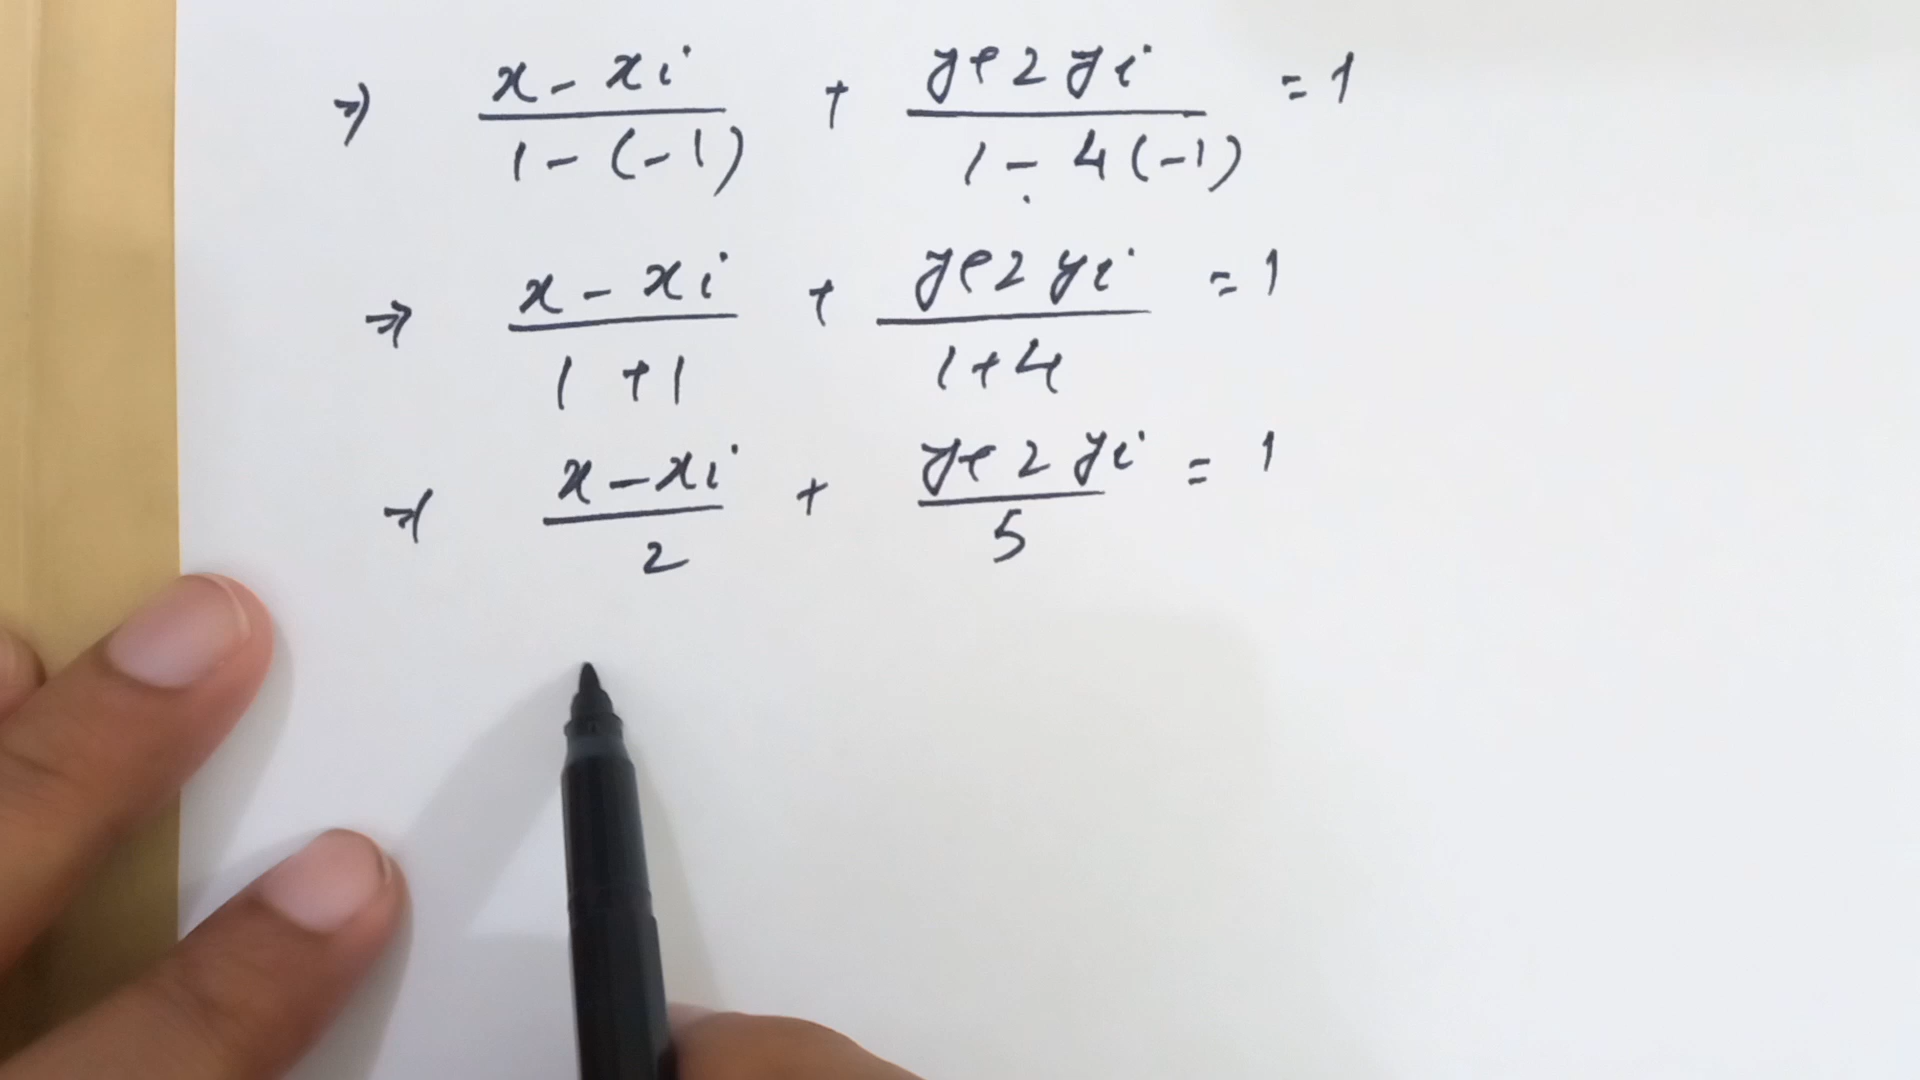 ⇒ x - xi / 1 - (-1) + y+2yi / 1 - 4(-1) = 1
⇒ x - xi / 1 + 1 + y+2yi / 1+4 = 1
⇒ x - xi / 2 + y+2yi / 5 = 1